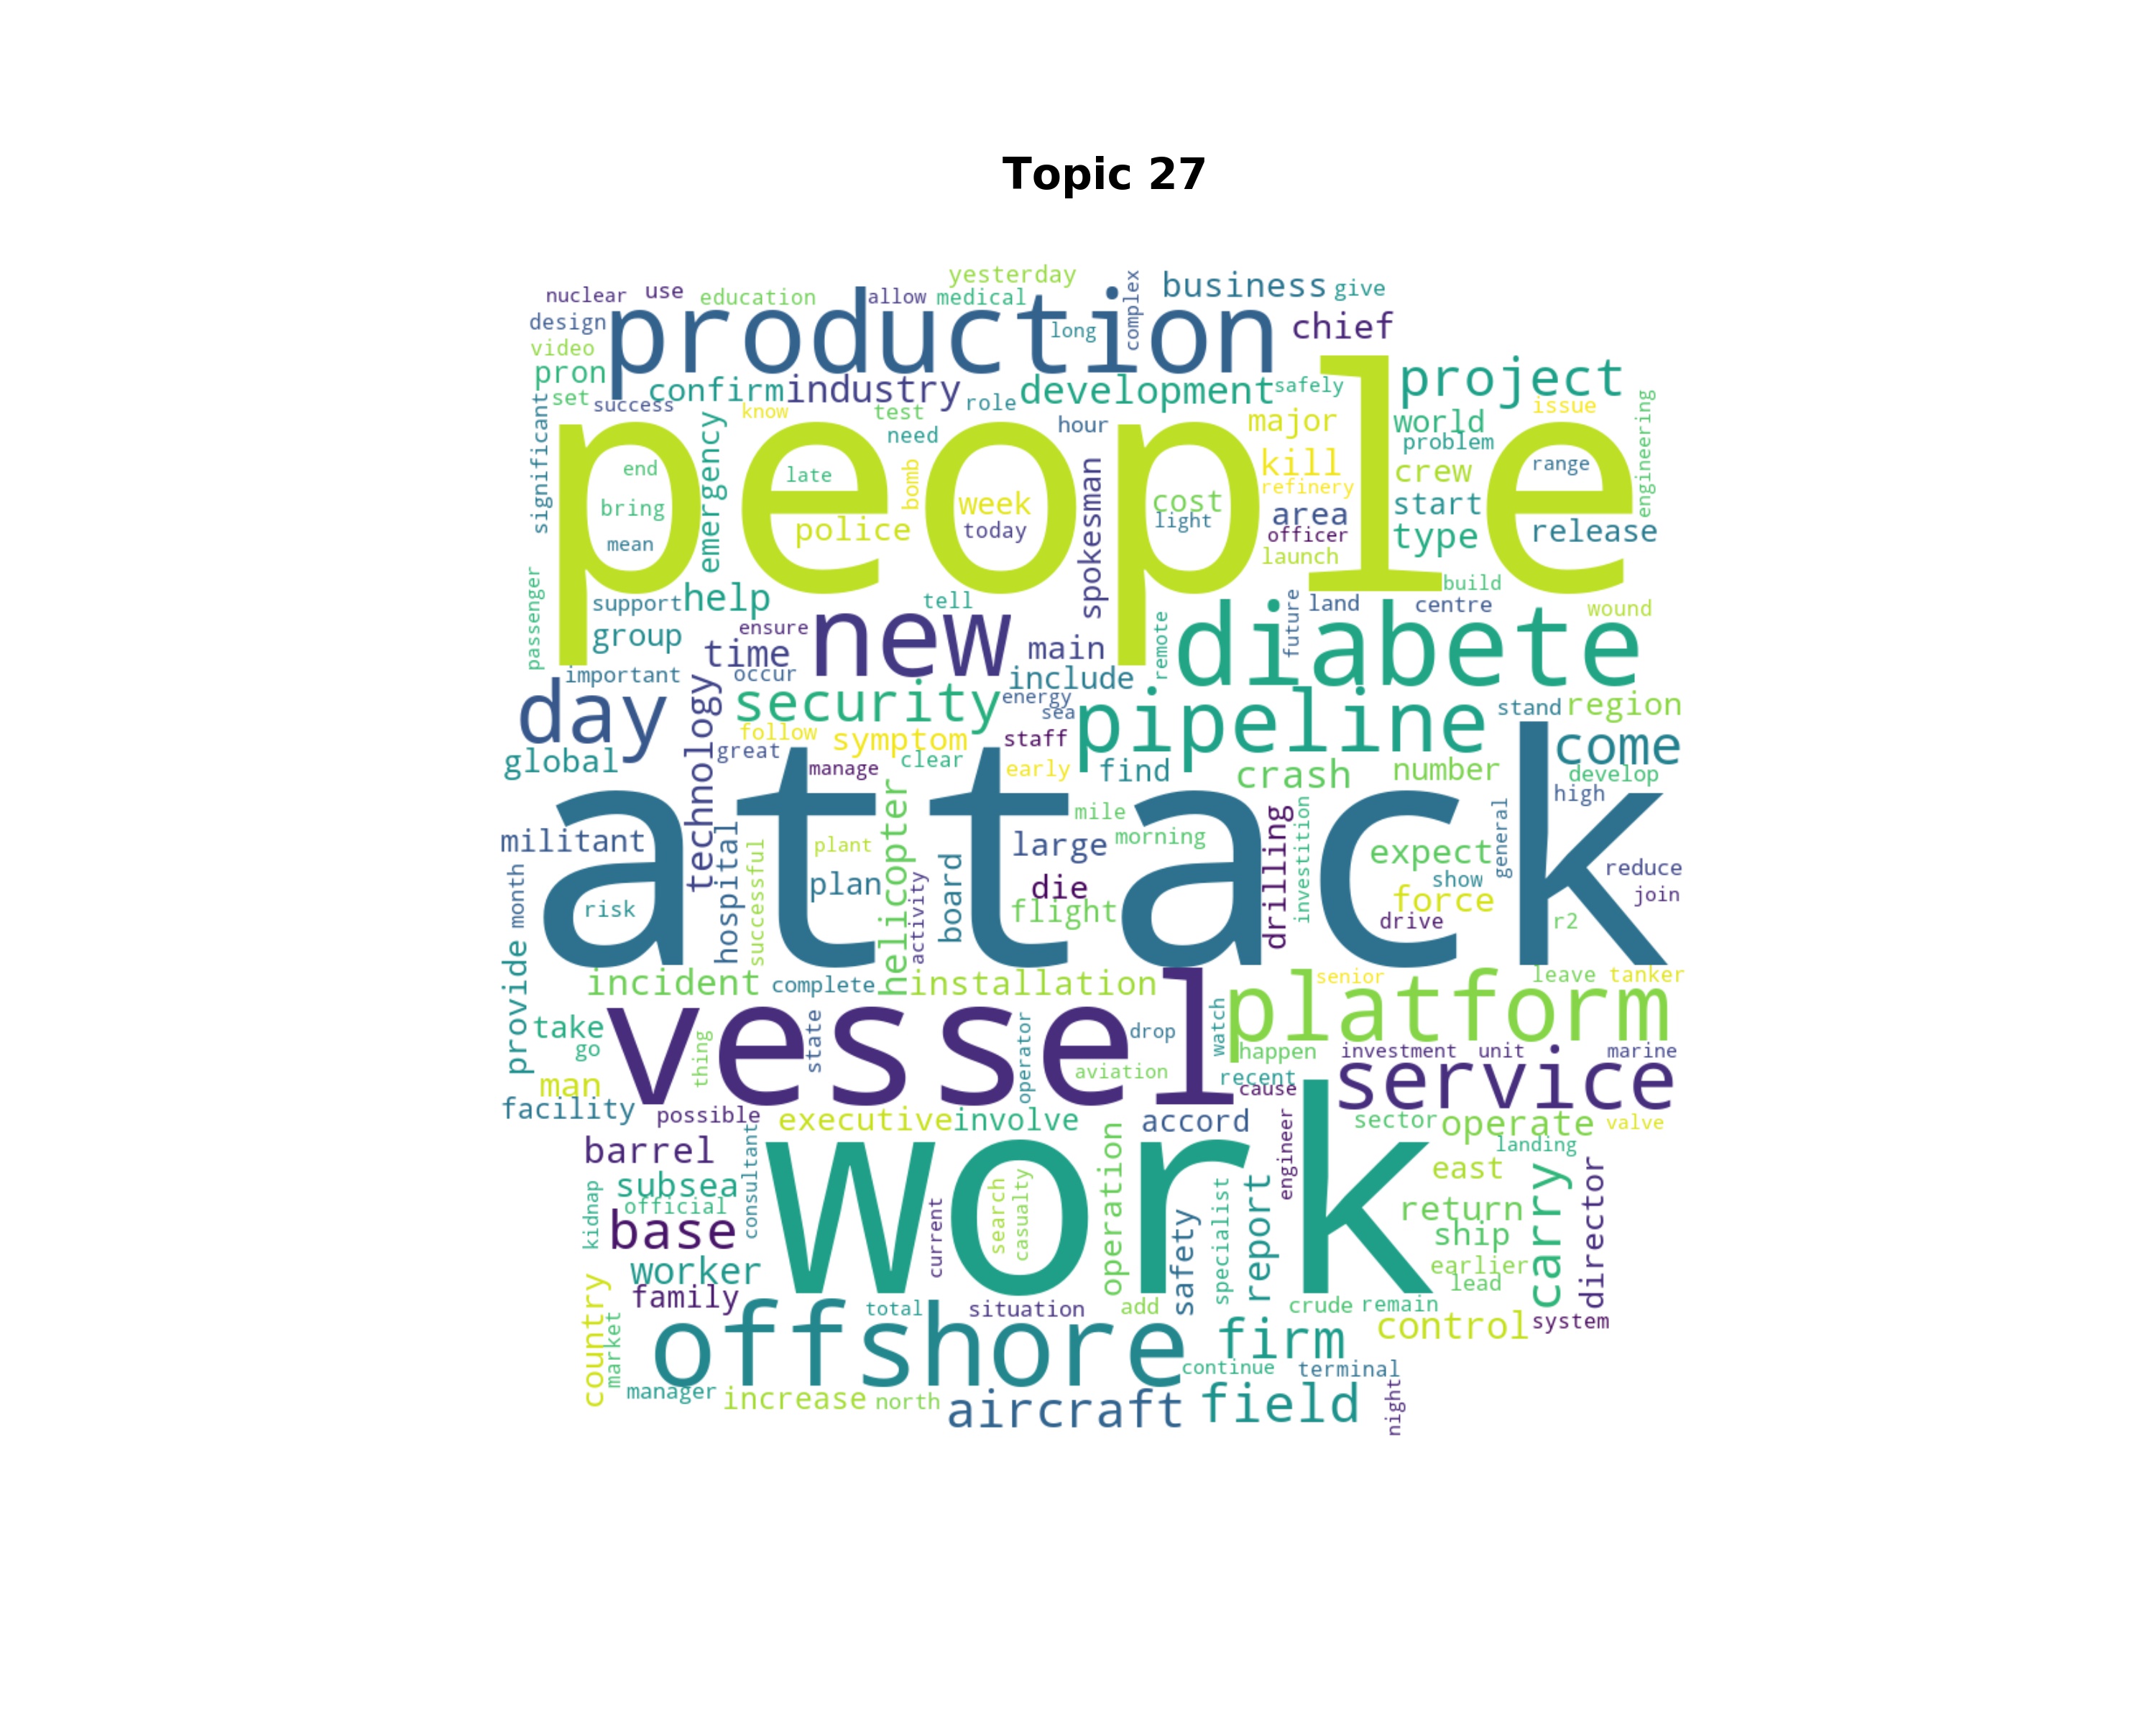 Topic 27
yesterday
nuclear use education allow medical complex business give
design production long chief
video
pron confirm industry development safely project
set success know test role hour major world issue
significant people emergency need problem engineering
end late bomb spokesman kill crew range
bring week cost refinery start
mean police today light area officer type release
launch
passenger support help tell build
group ensure new remote future land centre wound
time main diabete
important occur include
day technology security energy sea pipeline stand region
follow symptom staff come
global great manage clear early find crash number develop
attack high
militant hospital helicopter mile morning drilling investition general
month successful plant large expect reduce
risk plan activity board die flight show force join
drive r2
provide incident complete installation senior leave tanker
take vessel state operator drop watch platform
go thing happen investment unit marine
man aviation recent cause service
facility possible executive involve accord sector operate valve
barrel consultant work operation engineer landing
kidnap subsea search casualty specialist report east carry director
official current return
base safety ship
worker earlier
country family lead
market total situation add crude remain control system
offshore firm
continue terminal
manager increase north aircraft field night